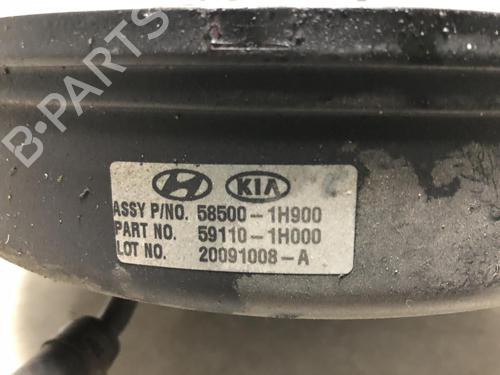 B-PARTS
KIA
ASSY P/NO. 58500-1H900
PART NO. 59110-1H000
LOT NO. 20091008-A